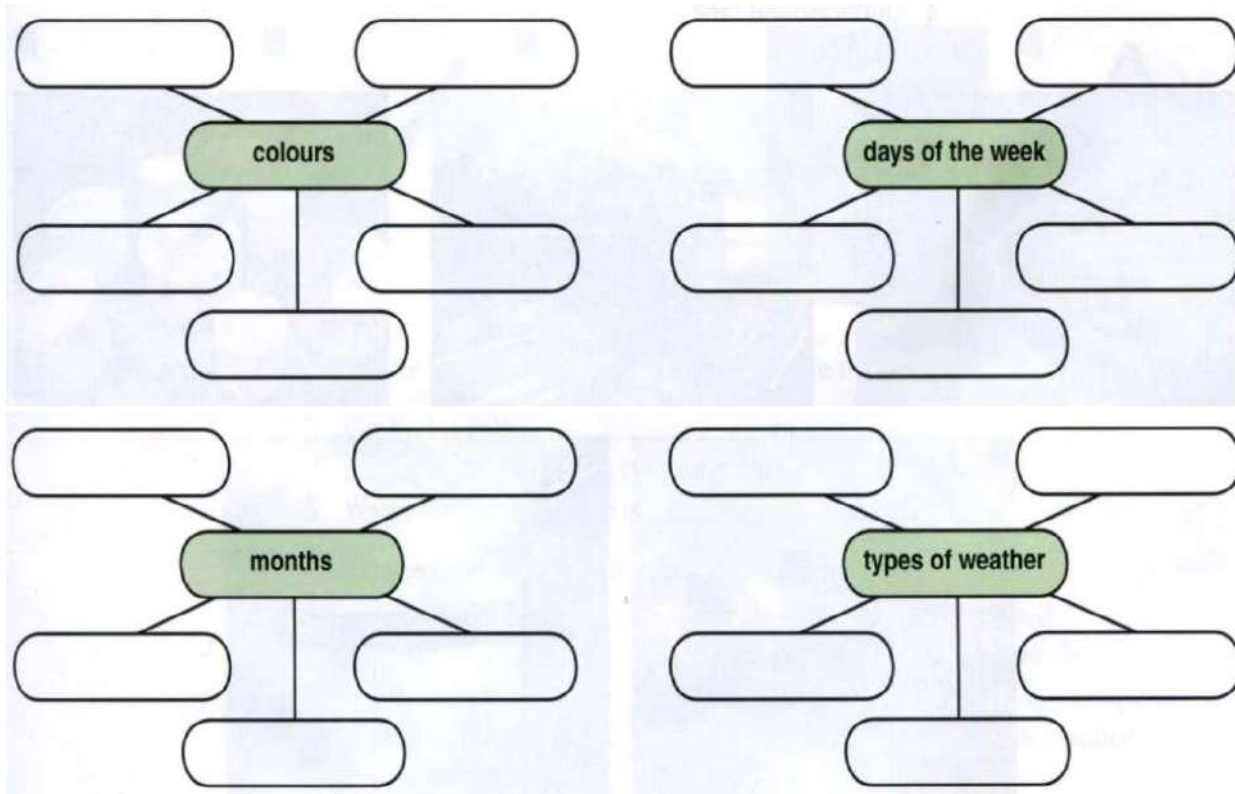 colours
days of the week
months
types of weather